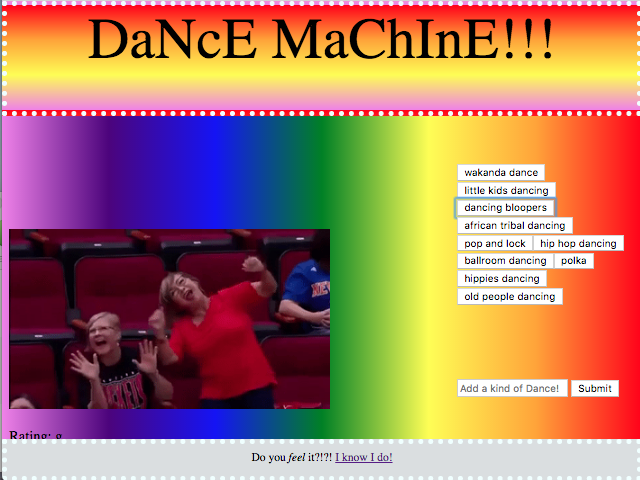 DaNcE MaChInE!!!
wakanda dance
little kids dancing
dancing bloopers
african tribal dancing
pop and lock hip hop dancing
ballroom dancing polka
hippies dancing
old people dancing
Add a kind of Dance! Submit
Rating: g
Do you feel it?!?! I know I do!